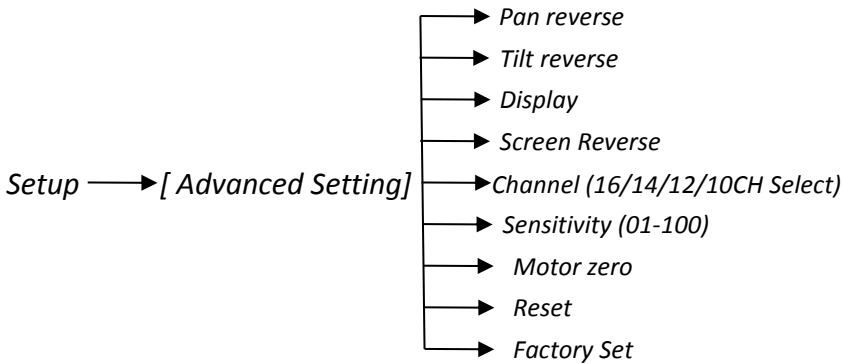 Pan reverse
Tilt reverse
Display
Screen Reverse
Setup [ Advanced Setting] Channel (16/14/12/10CH Select)
Sensitivity (01-100)
Motor zero
Reset
Factory Set